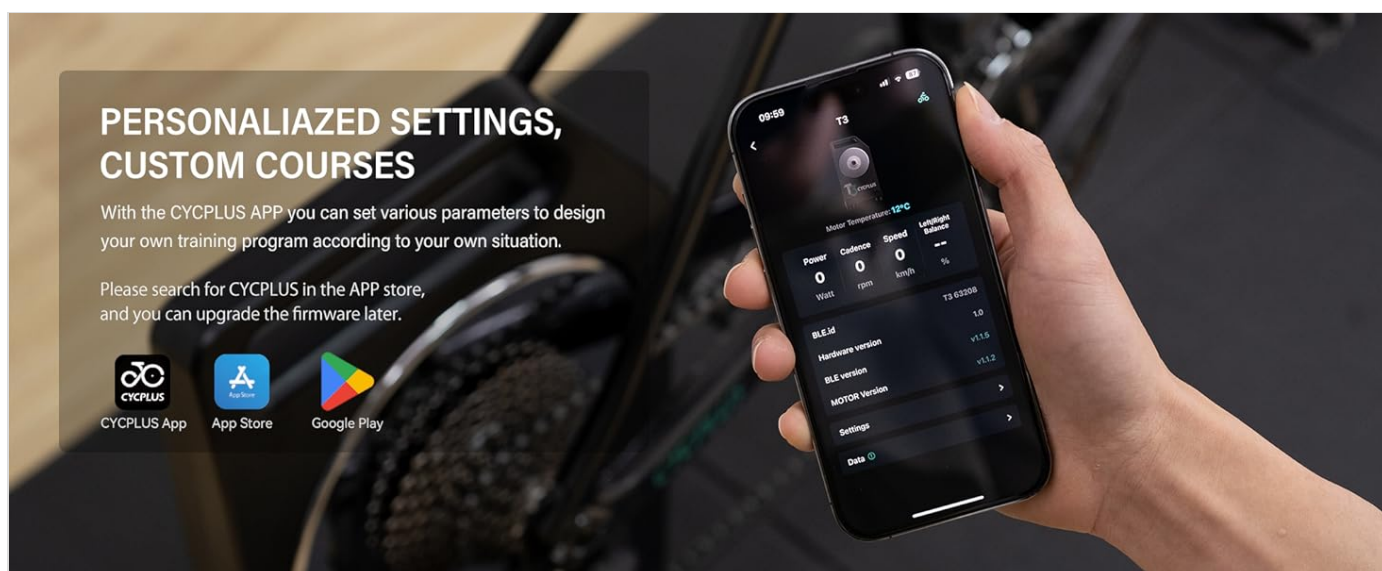 PERSONALIAZED SETTINGS,
CUSTOM COURSES
With the CYCPLUS APP you can set various parameters to design
your own training program according to your own situation.
Please search for CYCPLUS in the APP store,
and you can upgrade the firmware later.
CYCPLUS
App Store
CYCPLUS App
App Store
Google Play
09:59
87
T3
CYCPLUS
Motor Temperature: 12°C
Power Cadence Speed Left/Right
Balance
0 0 0 --
Watt rpm km/h %
BLE.id T3 63208
Hardware version 1.0
BLE version v1.1.5
MOTOR Version v1.1.2
Settings
Data